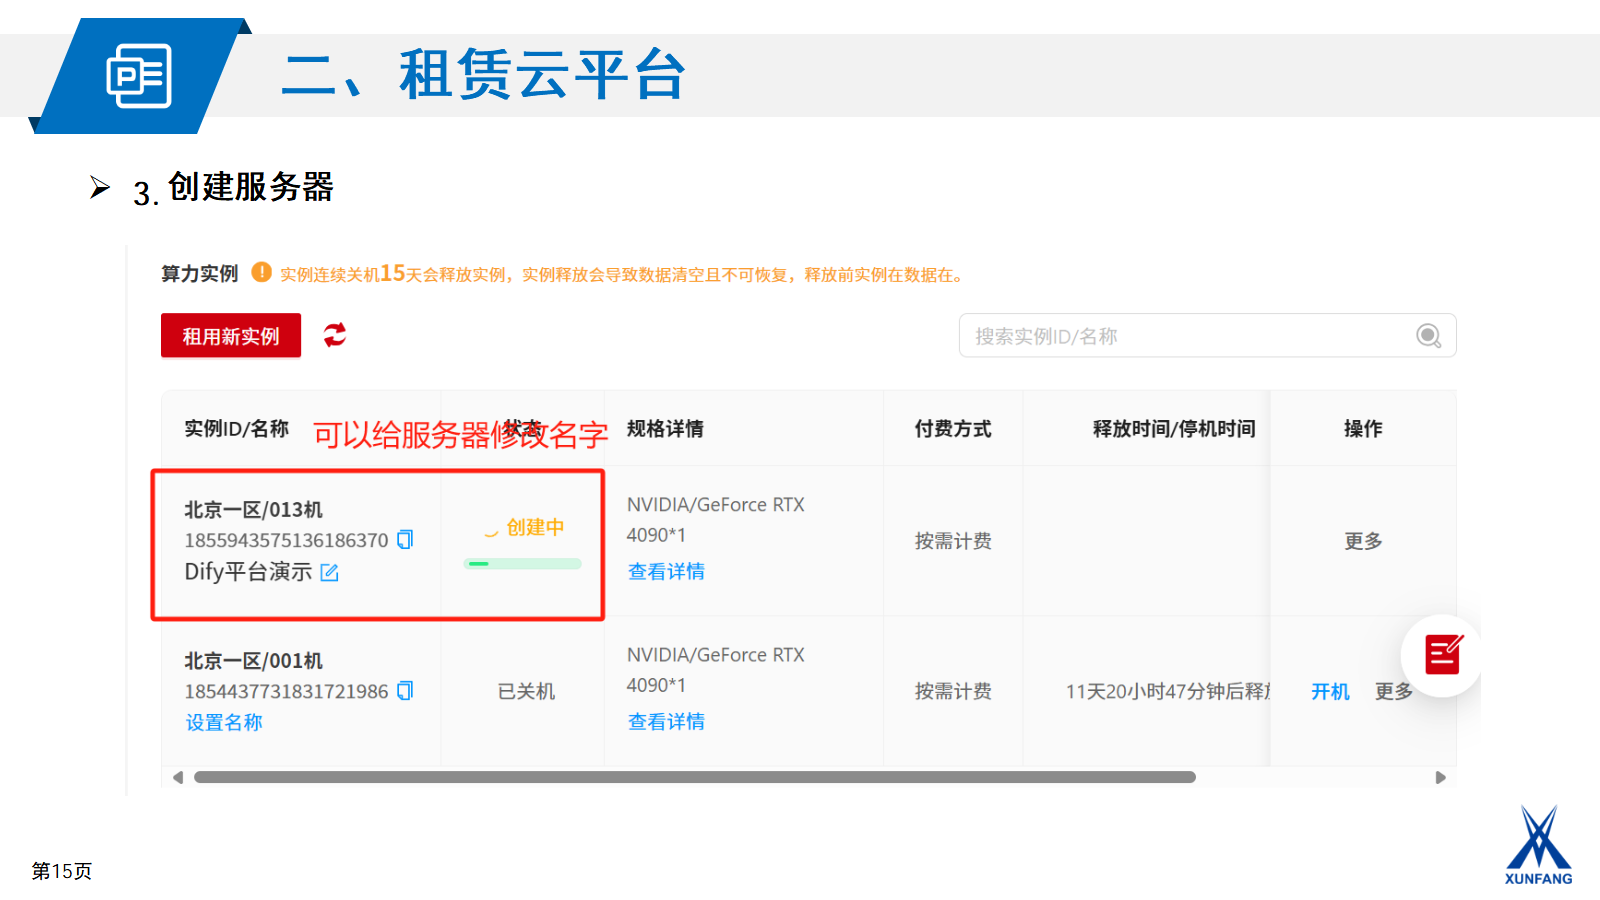 二、租赁云平台
3. 创建服务器
算力实例 实例连续关机15天会释放实例，实例释放会导致数据清空且不可恢复，释放前实例在数据在。
租用新实例
搜索实例ID/名称
实例ID/名称 状态 规格详情 付费方式 释放时间/停机时间 操作
可以给服务器修改名字
北京一区/013机
1855943575136186370
Dify平台演示
创建中
NVIDIA/GeForce RTX
4090*1
查看详情
按需计费
更多
北京一区/001机
1854437731831721986
设置名称
已关机
NVIDIA/GeForce RTX
4090*1
查看详情
按需计费
11天20小时47分钟后释放
开机 更多
第15页
XUNFANG